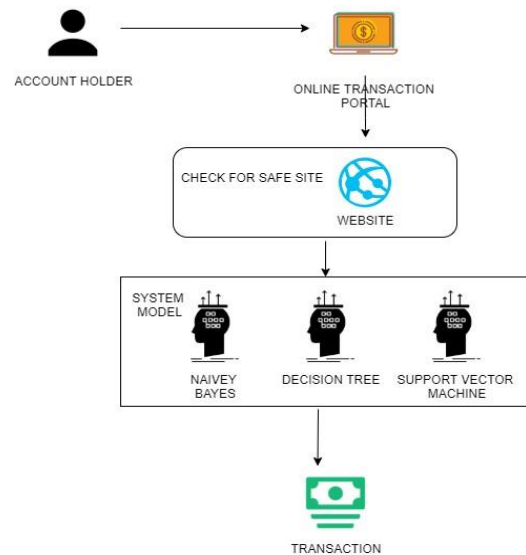 ACCOUNT HOLDER
ONLINE TRANSACTION
PORTAL
CHECK FOR SAFE SITE
WEBSITE
SYSTEM
MODEL
NAIVEY
BAYES
DECISION TREE
SUPPORT VECTOR
MACHINE
TRANSACTION